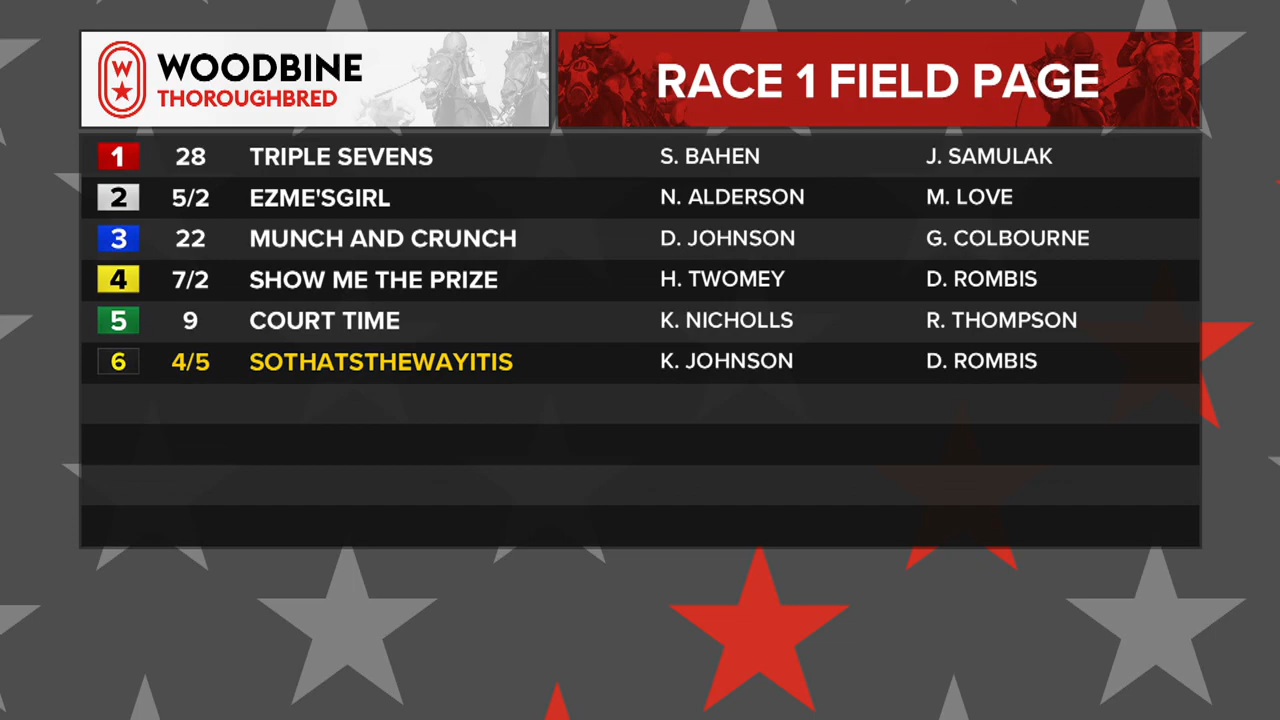 W
WOODBINE
THOROUGHBRED
RACE 1 FIELD PAGE
1 28 TRIPLE SEVENS S. BAHEN J. SAMULAK
2 5/2 EZME'SGIRL N. ALDERSON M. LOVE
3 22 MUNCH AND CRUNCH D. JOHNSON G. COLBOURNE
4 7/2 SHOW ME THE PRIZE H. TWOMEY D. ROMBIS
5 9 COURT TIME K. NICHOLLS R. THOMPSON
6 4/5 SOTHATSTHEWAYITIS K. JOHNSON D. ROMBIS